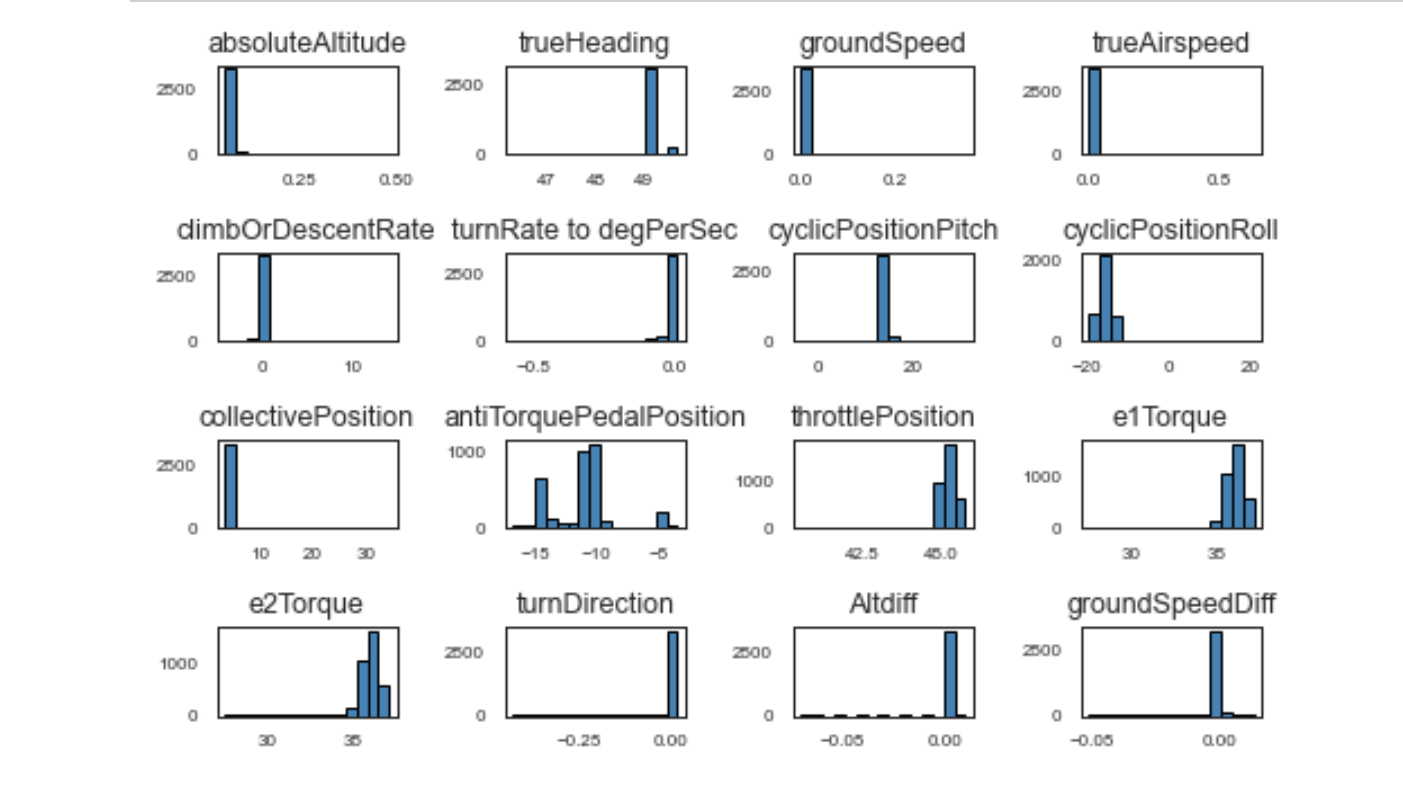 absoluteAltitude trueHeading groundSpeed trueAirspeed
2500 2500 2500 2500
0 0 0 0
0.25 0.50 47 48 49 0.0 0.2 0.0 0.5
climbOrDescentRate turnRate to degPerSec cyclicPositionPitch cyclicPositionRoll
2500 2500 2500 2000
0 0 0 0
0 10 −0.5 0.0 0 20 −20 0 20
collectivePosition antiTorquePedalPosition throttlePosition e1Torque
2500 1000 1000 1000
0 0 0 0
10 20 30 −15 −10 −5 42.5 45.0 30 35
e2Torque turnDirection Altdiff groundSpeedDiff
1000 2500 2500 2500
0 0 0 0
30 35 −0.25 0.00 −0.05 0.00 −0.05 0.00